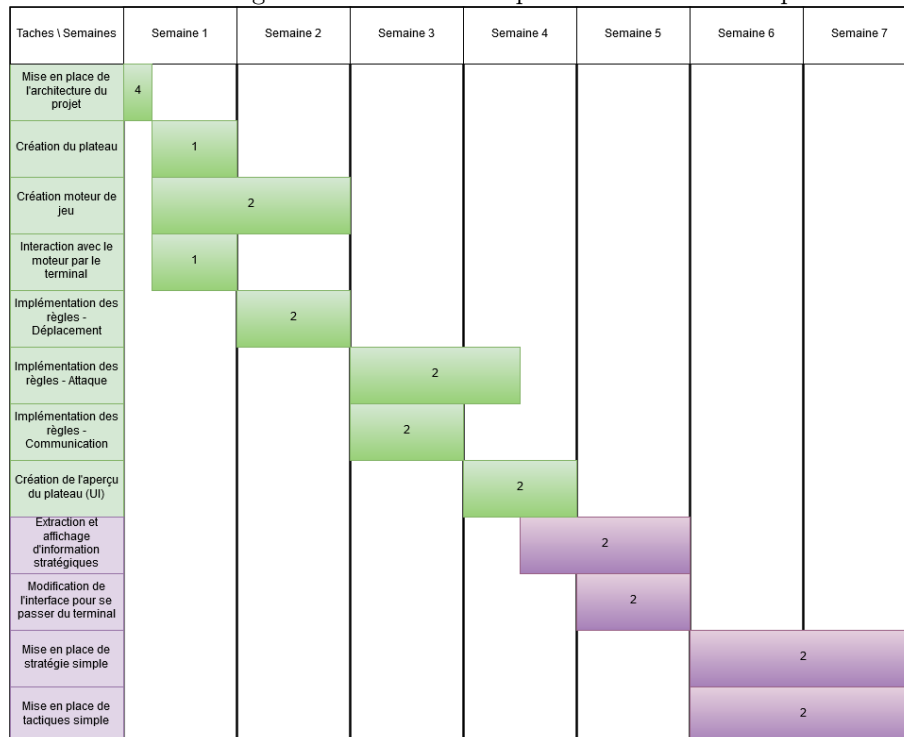 Taches \ Semaines
Semaine 1
Semaine 2
Semaine 3
Semaine 4
Semaine 5
Semaine 6
Semaine 7
Mise en place de
l'architecture du
projet
4
Création du plateau
1
Création moteur de
jeu
2
Interaction avec le
moteur par le
terminal
1
Implémentation des
règles -
Déplacement
2
Implémentation des
règles - Attaque
2
Implémentation des
règles -
Communication
2
Création de l'aperçu
du plateau (UI)
2
Extraction et
affichage
d'information
stratégiques
2
Modification de
l'interface pour se
passer du terminal
2
Mise en place de
stratégie simple
2
Mise en place de
tactiques simple
2